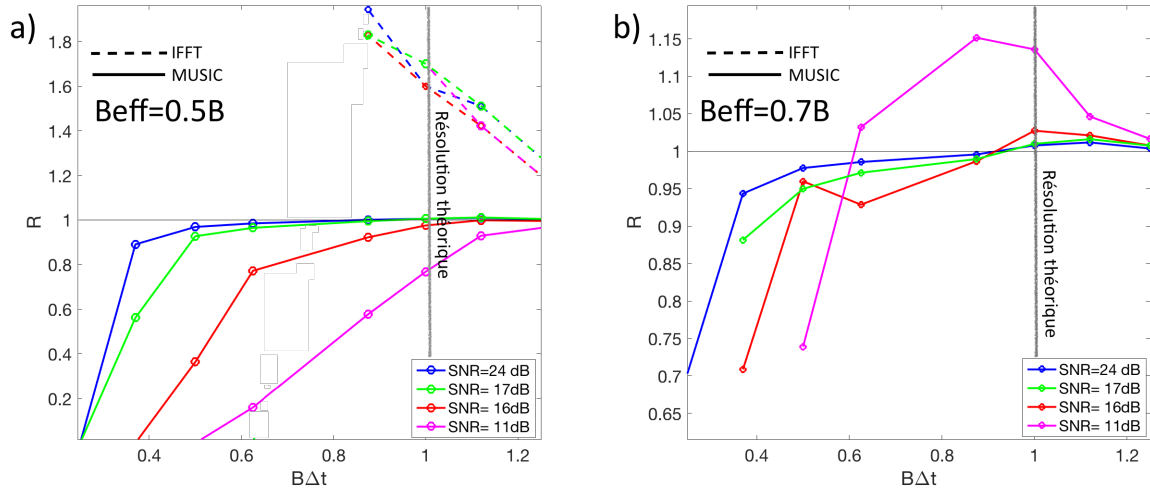 a)
IFFT
MUSIC
Beff=0.5B
Résolution théorique
R
1.8
1.6
1.4
1.2
1
0.8
0.6
0.4
0.2
0.4
0.6
0.8
1
1.2
BΔt
SNR=24 dB
SNR= 17dB
SNR= 16dB
SNR= 11dB
b)
IFFT
MUSIC
Beff=0.7B
Résolution théorique
R
1.15
1.1
1.05
1
0.95
0.9
0.85
0.8
0.75
0.7
0.65
0.4
0.6
0.8
1
1.2
BΔt
SNR=24 dB
SNR= 17dB
SNR= 16dB
SNR= 11dB